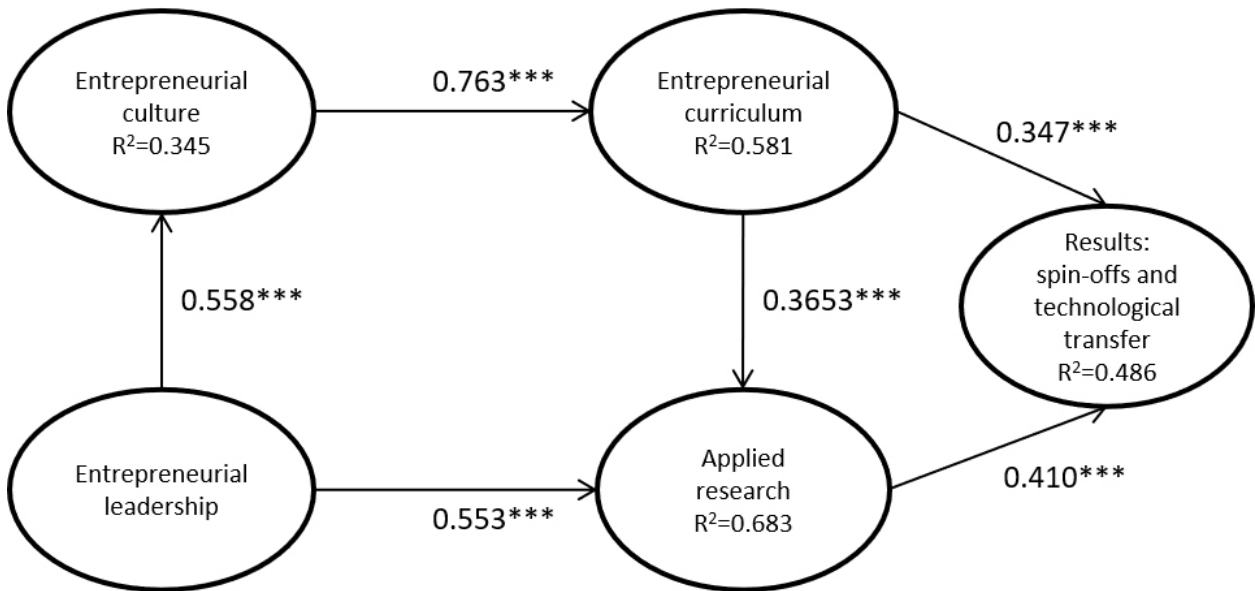 Entrepreneurial
culture
R²=0.345
0.763***
Entrepreneurial
curriculum
R²=0.581
0.347***
Results:
spin-offs and
technological
transfer
R²=0.486
0.558***
0.3653***
Entrepreneurial
leadership
0.553***
Applied
research
R²=0.683
0.410***